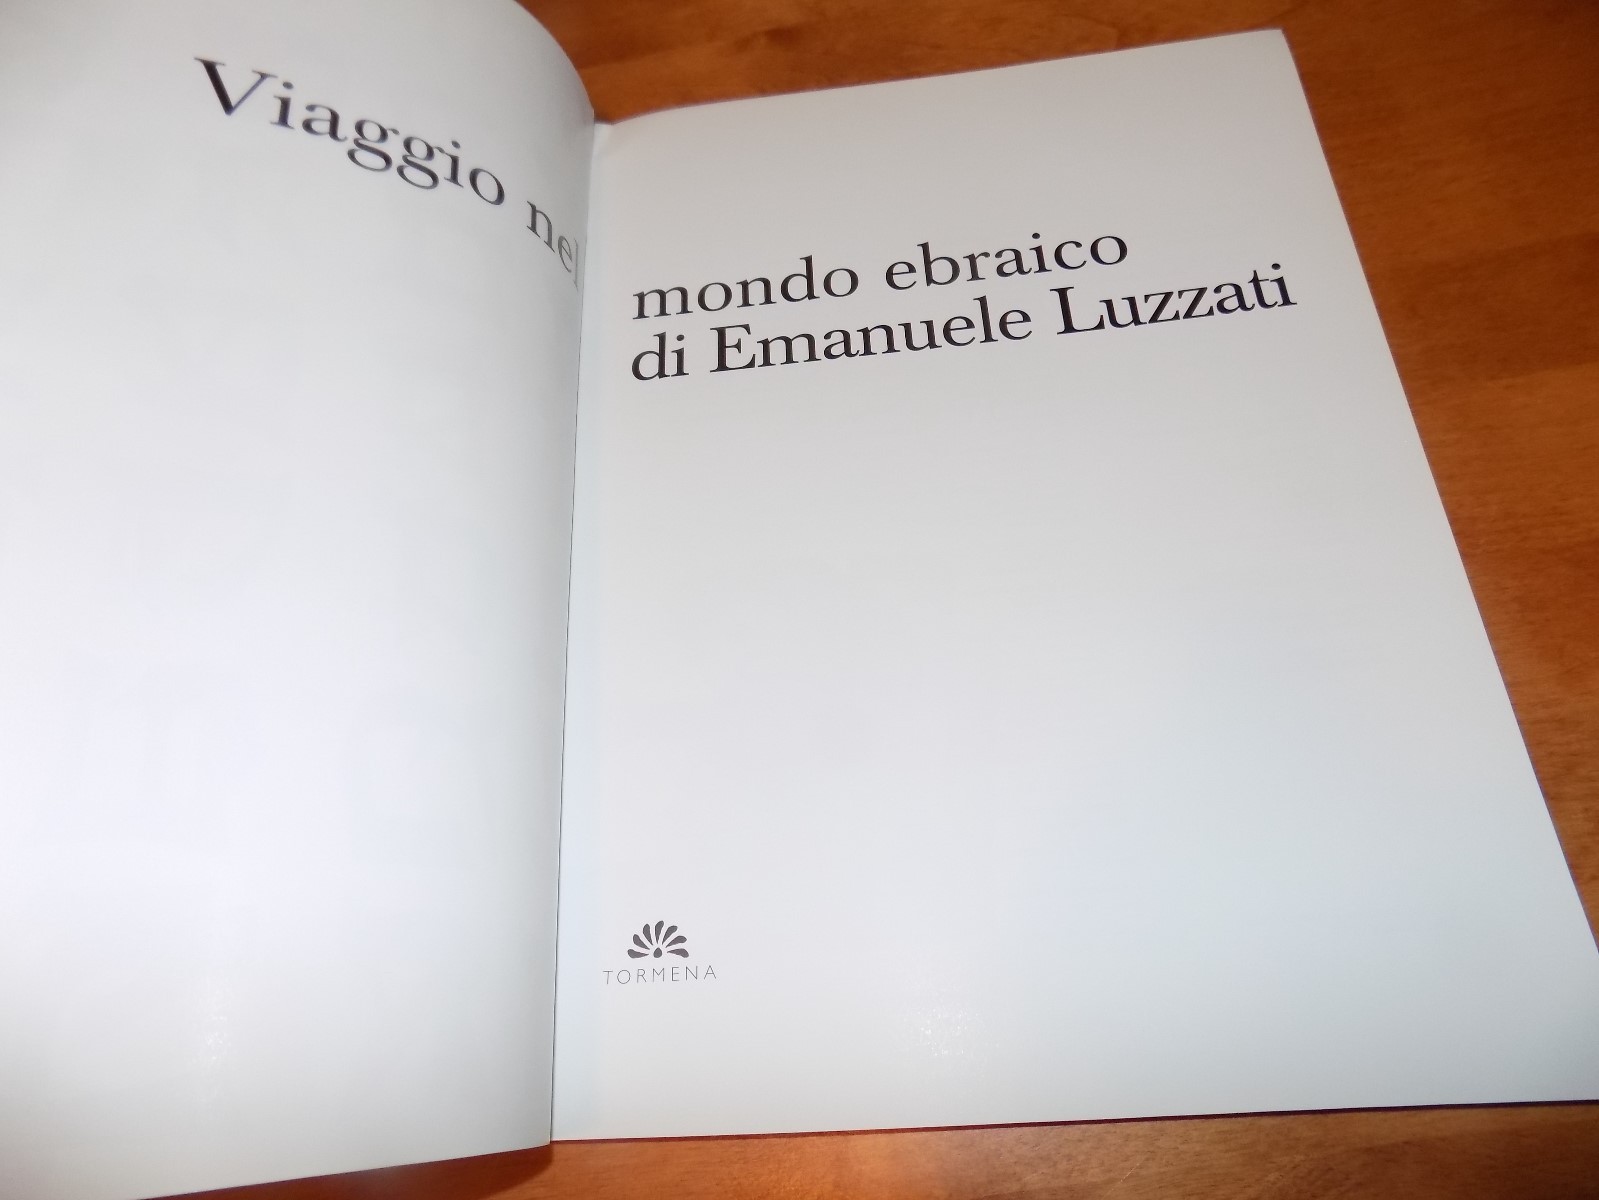 Viaggio nel
mondo ebraico
di Emanuele Luzzati
TORMENA